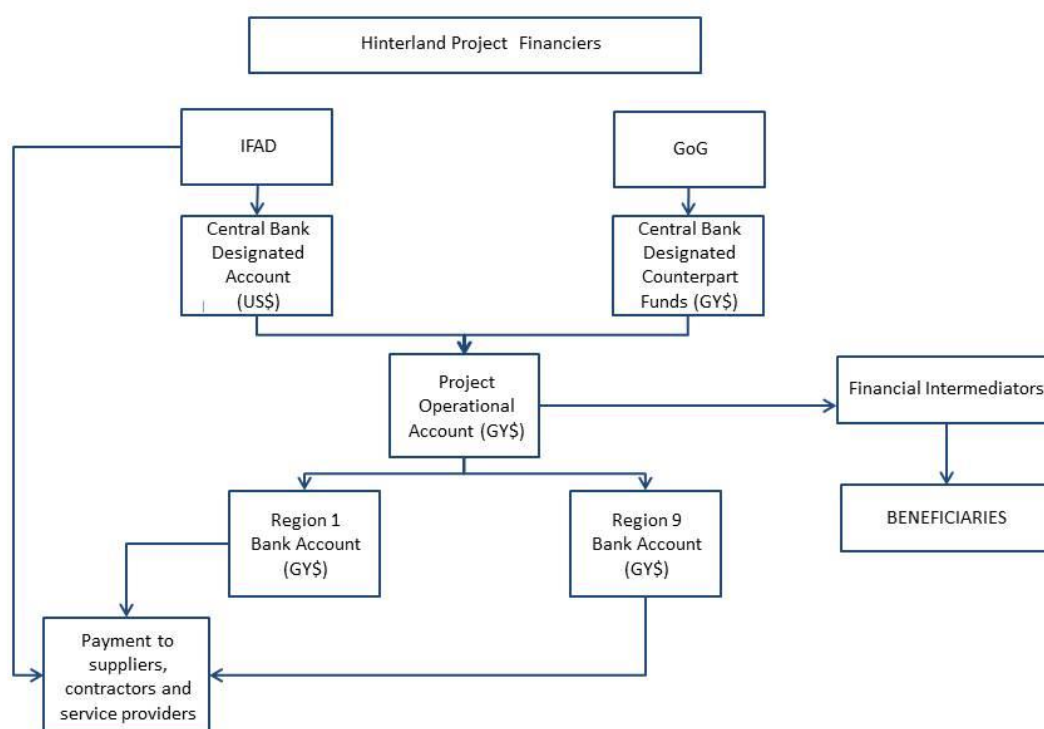 Hinterland Project Financiers
IFAD
GoG
Central Bank
Designated
Account
(US$)
Central Bank
Designated
Counterpart
Funds (GY$)
Project
Operational
Account (GY$)
Financial Intermediators
Region 1
Bank Account
(GY$)
Region 9
Bank Account
(GY$)
BENEFICIARIES
Payment to
suppliers,
contractors and
service providers